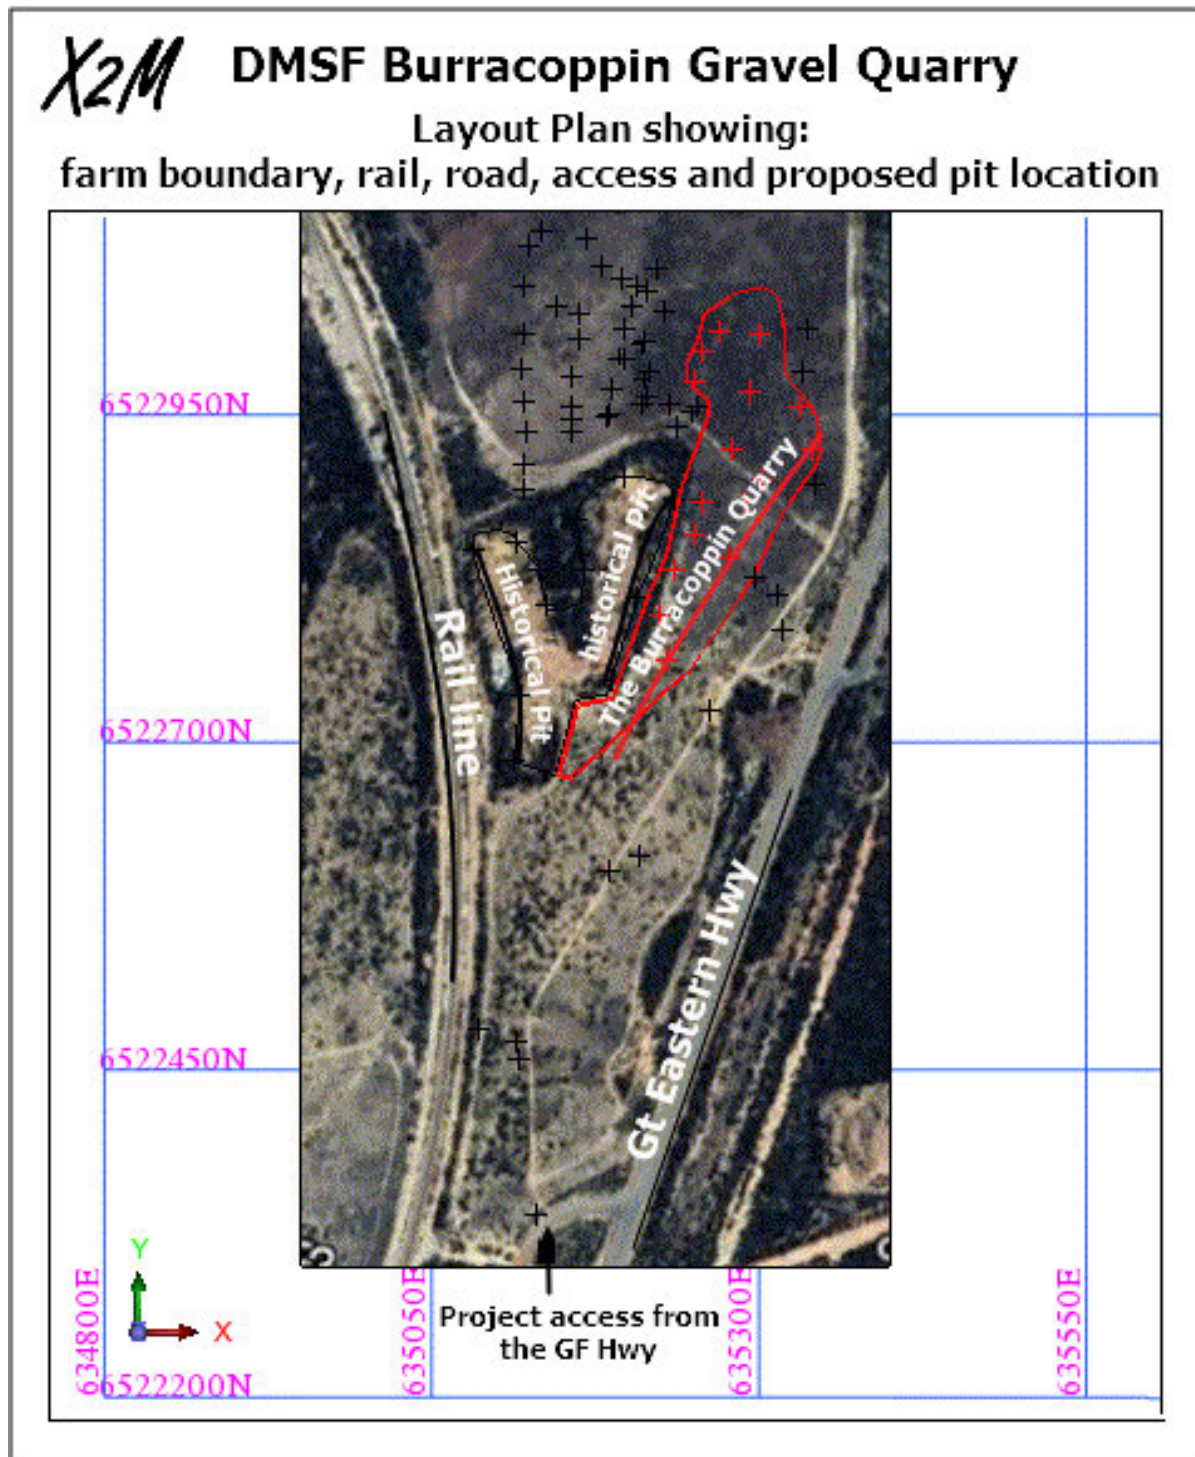 X2M
DMSF Burracoppin Gravel Quarry
Layout Plan showing:
farm boundary, rail, road, access and proposed pit location
6522950N
historical pit
The Burracoppin Quarry
Historical Pit
Rail line
6522700N
Gt Eastern Hwy
6522450N
Y
X
Project access from
the GF Hwy
634800E
635050E
635300E
635550E
6522200N